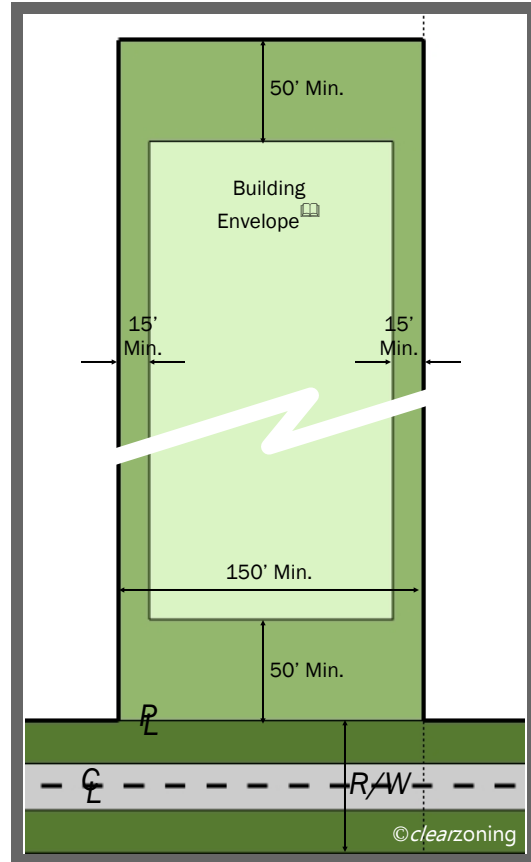 50’ Min.
Building
Envelope
15’
Min.
15’
Min.
150’ Min.
50’ Min.
PL
CL
R/W
©clearzoning